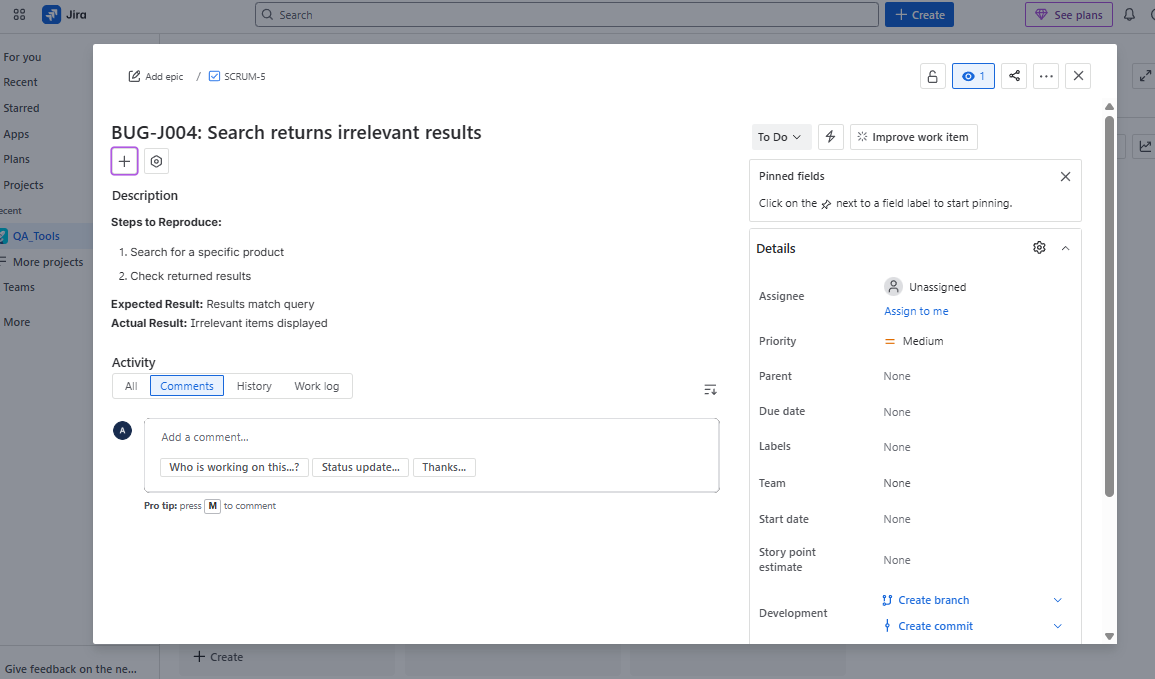 Jira
Search
Create
See plans
For you
Recent
Starred
Apps
Plans
Projects
ecent
QA_Tools
More projects
Teams
More
Give feedback on the ne...
Add epic / SCRUM-5
1
BUG-J004: Search returns irrelevant results
Description
Steps to Reproduce:
1. Search for a specific product
2. Check returned results
Expected Result: Results match query
Actual Result: Irrelevant items displayed
Activity
All Comments History Work log
A
Add a comment...
Who is working on this...? Status update... Thanks...
Pro tip: press M to comment
To Do
Improve work item
Pinned fields
Click on the next to a field label to start pinning.
Details
Assignee
Unassigned
Assign to me
Priority
Medium
Parent
None
Due date
None
Labels
None
Team
None
Start date
None
Story point
estimate
None
Development
Create branch
Create commit
Create